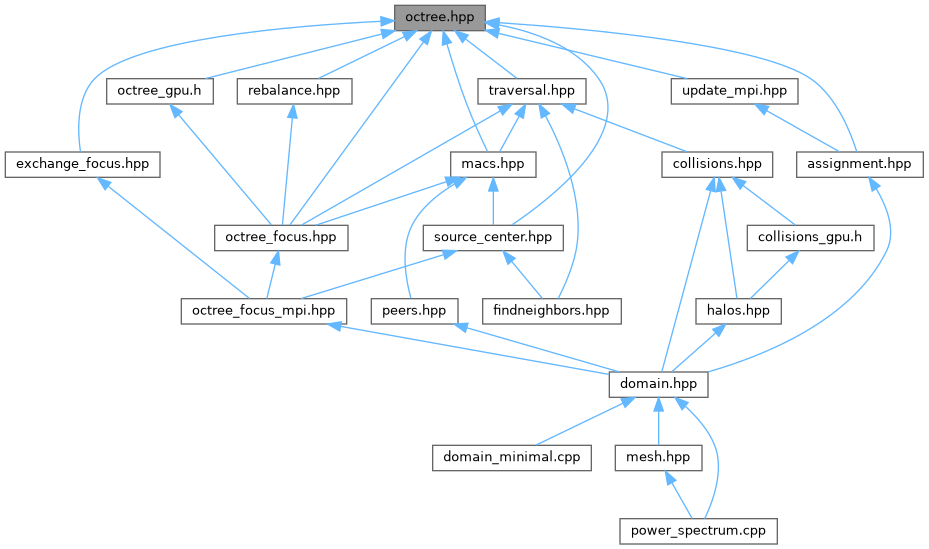 octree.hpp
octree_gpu.h
rebalance.hpp
traversal.hpp
update_mpi.hpp
exchange_focus.hpp
macs.hpp
collisions.hpp
assignment.hpp
octree_focus.hpp
source_center.hpp
collisions_gpu.h
octree_focus_mpi.hpp
peers.hpp
findneighbors.hpp
halos.hpp
domain.hpp
domain_minimal.cpp
mesh.hpp
power_spectrum.cpp